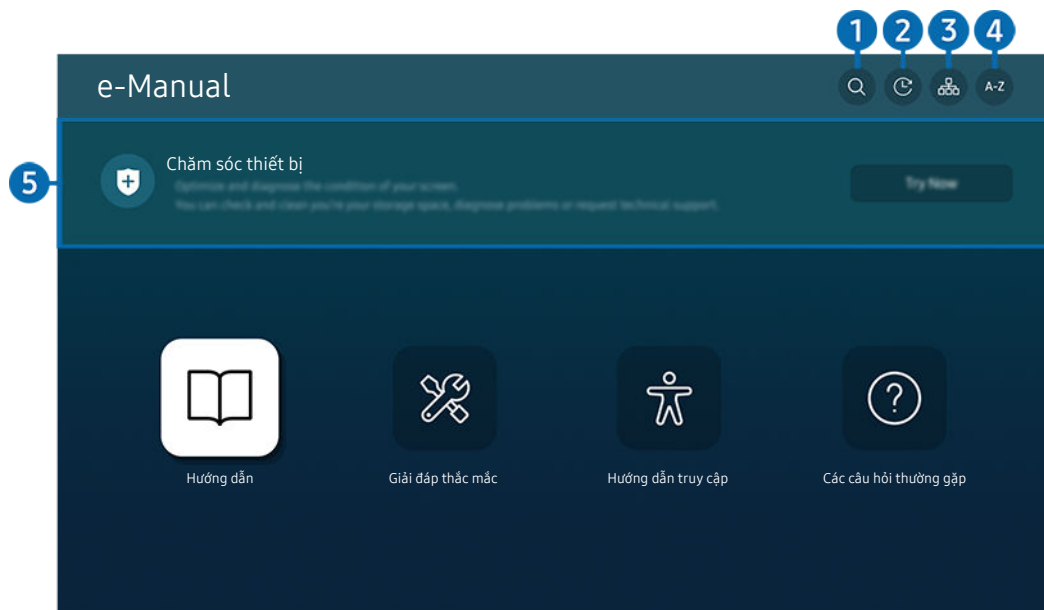 1 2 3 4
e-Manual
A-Z
5
Chăm sóc thiết bị
Optimize and diagnose the condition of your screen.
You can check and clean you're your storage space, diagnose problems or request technical support.
Try Now
Hướng dẫn
Giải đáp thắc mắc
Hướng dẫn truy cập
Các câu hỏi thường gặp